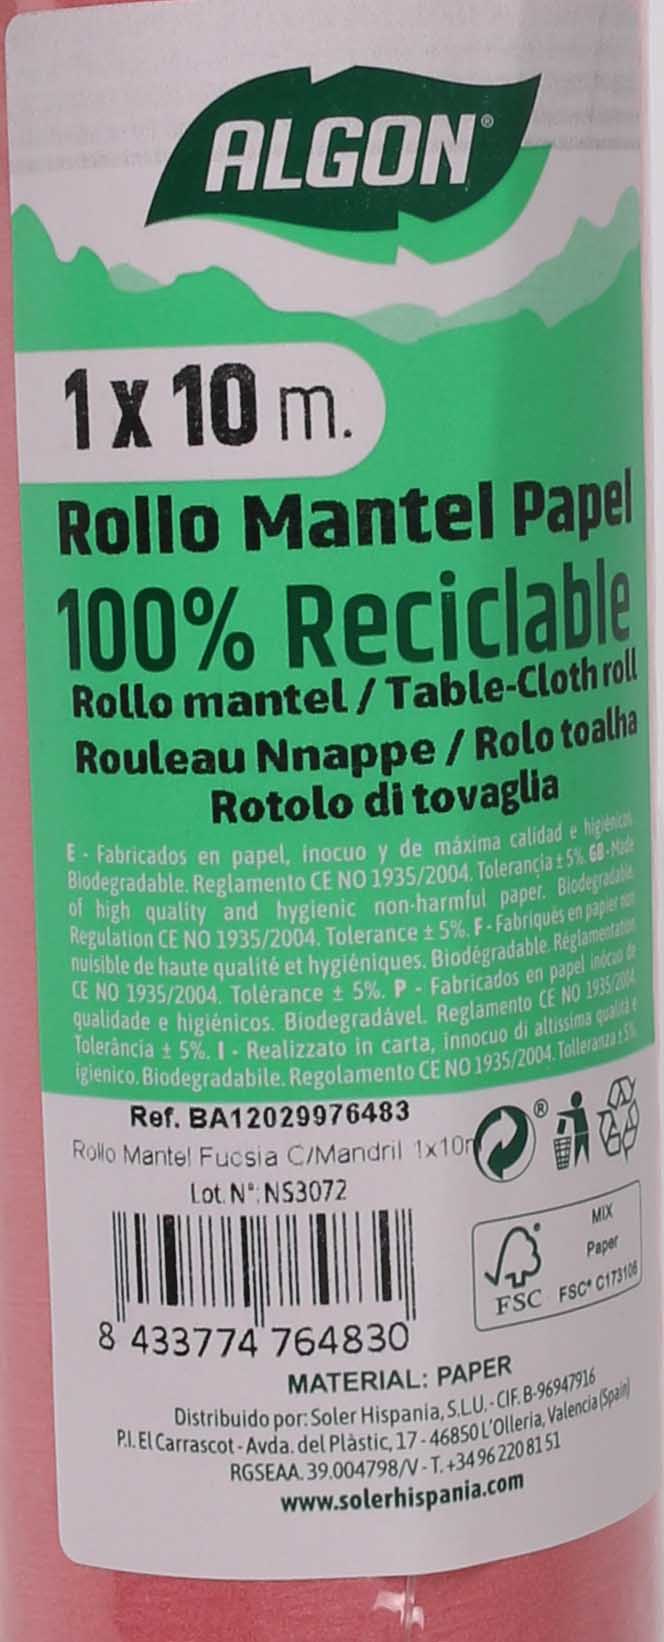 ALGON®
1 x 10 m.
Rollo Mantel Papel
100% Reciclable
Rollo mantel / Table-Cloth roll
Rouleau Nnappe / Rolo toalha
Rotolo di tovaglia
E - Fabricados en papel, inocuo y de máxima calidad e higiénicos.
Biodegradable. Reglamento CE NO 1935/2004. Tolerancia ± 5%. GB - Made
of high quality and hygienic non-harmful paper. Biodegradable.
Regulation CE NO 1935/2004. Tolerance ± 5%. F - Fabriqués en papier non
nuisible de haute qualité et hygiéniques. Biodégradable. Réglamentation
CE NO 1935/2004. Tolérance ± 5%. P - Fabricados en papel inócuo de
qualidade e higiénicos. Biodegradável. Reglamento CE NO 1935/2004.
Tolerância ± 5%. I - Realizzato in carta, innocuo di altissima qualità e
igienico. Biodegradabile. Regolamento CE NO 1935/2004. Tolleranza ± 5%.
Ref. BA12029976483
Rollo Mantel Fucsia C/Mandril 1x10m
Lot. Nº: NS3072
®
8 433774 764830
FSC
MIX
Paper
FSC® C173106
MATERIAL: PAPER
Distribuido por: Soler Hispania, S.L.U. - CIF. B-96947916
P.I. El Carrascot - Avda. del Plàstic, 17 - 46850 L'Olleria, Valencia (Spain)
RGSEAA. 39.004798/V - T. +34 96 220 81 51
www.solerhispania.com